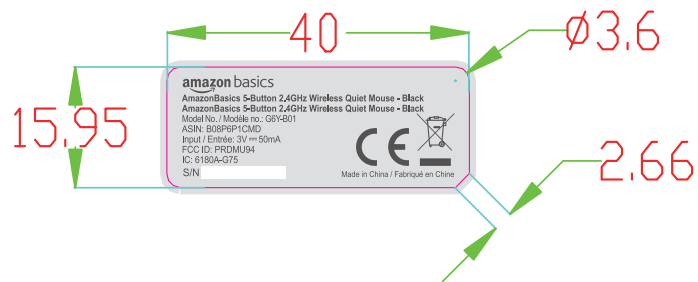 40
Ø3.6
15.95
2.66
amazon basics
AmazonBasics 5-Button 2,4GHz Wireless Quiet Mouse - Black
AmazonBasics 5-Button 2.4GHz Wireless Quiet Mouse - Black
Model No. / Modèle no.: G6Y-B01
ASIN: B08P6P1CMD
Input / Entrée: 3V⎓50mA
FCC ID: PRDMU94
IC: 6180A-G75
S/N
CE
Made in China / Fabriqué en Chine